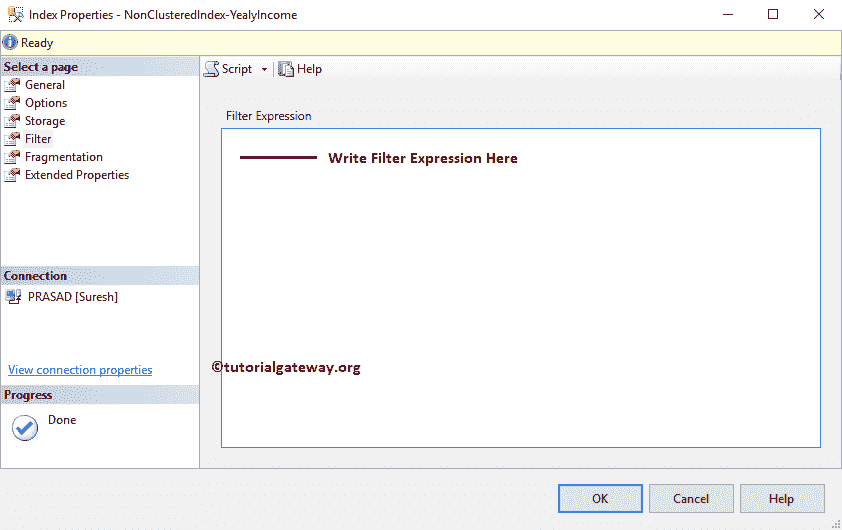 Index Properties - NonClusteredIndex-YealyIncome
Ready
Select a page
General
Options
Storage
Filter
Fragmentation
Extended Properties
Connection
PRASAD [Suresh]
View connection properties
Progress
Done
Script
Help
Filter Expression
Write Filter Expression Here
©tutorialgateway.org
OK
Cancel
Help